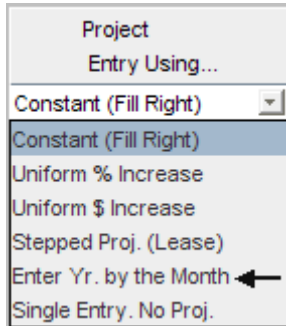 Project
Entry Using...
Constant (Fill Right)
Constant (Fill Right)
Uniform % Increase
Uniform $ Increase
Stepped Proj. (Lease)
Enter Yr. by the Month
Single Entry. No Proj.